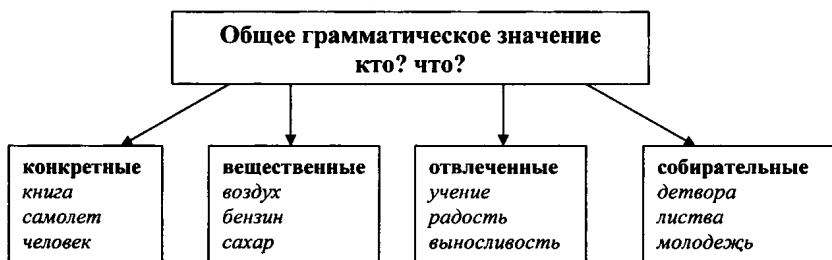 Общее грамматическое значение
кто? что?
конкретные
книга
самолет
человек
вещественные
воздух
бензин
сахар
отвлеченные
учение
радость
выносливость
собирательные
детвора
листва
молодежь